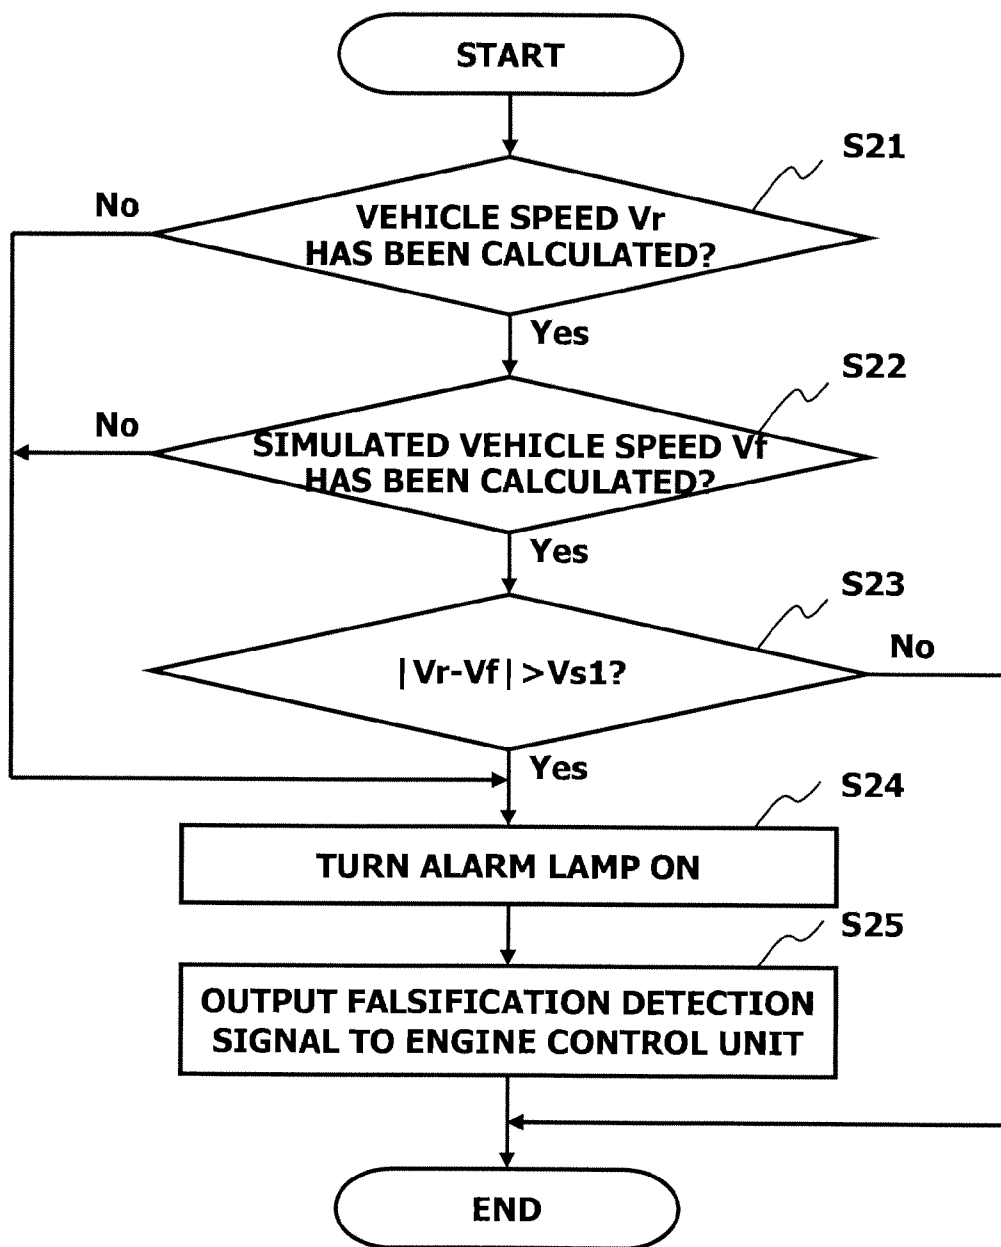 START
S21
No
VEHICLE SPEED Vr
HAS BEEN CALCULATED?
Yes
S22
No
SIMULATED VEHICLE SPEED Vf
HAS BEEN CALCULATED?
Yes
S23
|Vr-Vf|>Vs1?
No
Yes
S24
TURN ALARM LAMP ON
S25
OUTPUT FALSIFICATION DETECTION
SIGNAL TO ENGINE CONTROL UNIT
END